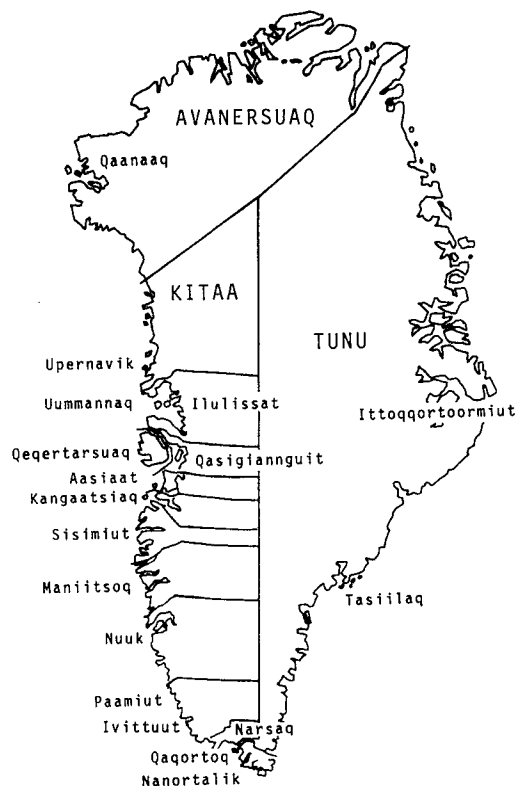 AVANERSUAQ
Qaanaaq
KITAA
TUNU
Upernavik
Uummannaq
Ilulissat
Ittoqqortoormiut
Qeqertarsuaq
Qasigiannguit
Aasiaat
Kangaatsiaq
Sisimiut
Maniitsoq
Tasiilaq
Nuuk
Paamiut
Ivittuut
Narsaq
Qaqortoq
Nanortalik